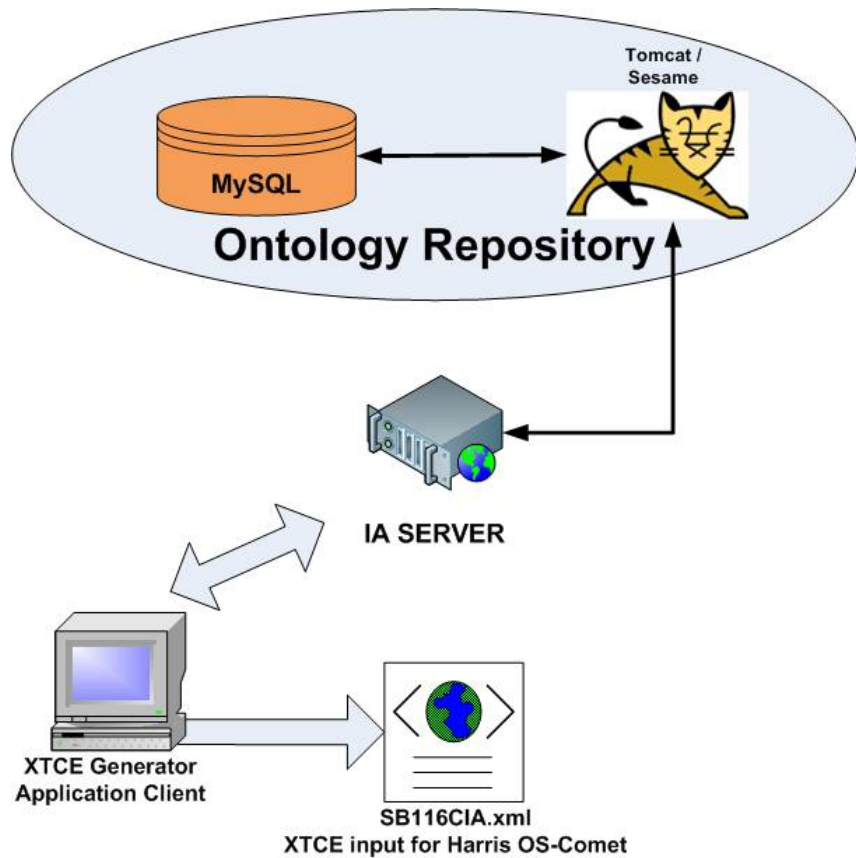 Tomcat /
Sesame
MySQL
Ontology Repository
IA SERVER
XTCE Generator
Application Client
SB116CIA.xml
XTCE input for Harris OS-Comet